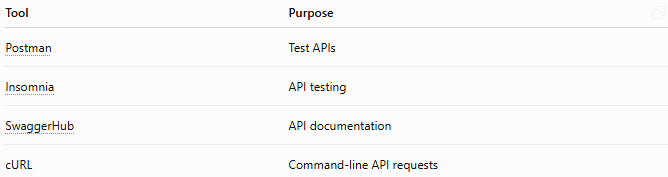 Tool Purpose
Postman Test APIs
Insomnia API testing
SwaggerHub API documentation
cURL Command-line API requests